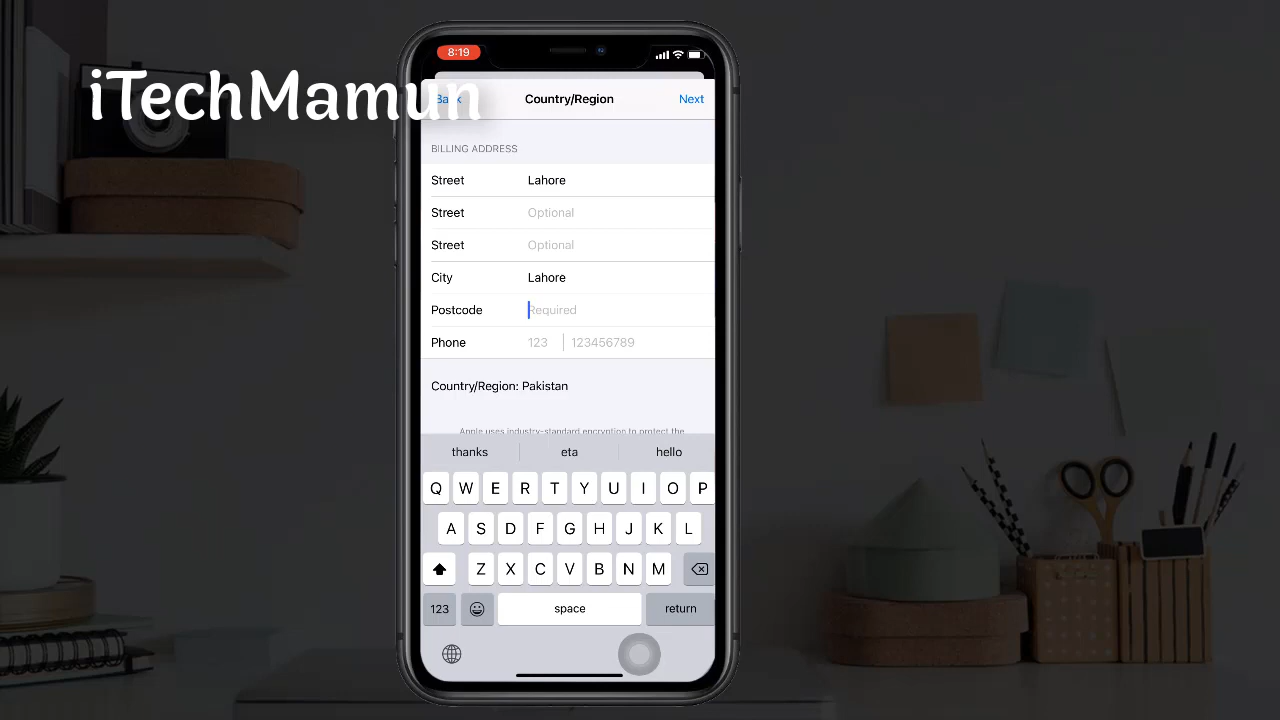 8:19
iTechMamun
Back Country/Region Next
BILLING ADDRESS
Street Lahore
Street Optional
Street Optional
City Lahore
Postcode Required
Phone 123 123456789
Country/Region: Pakistan
Apple uses industry-standard encryption to protect the
thanks eta hello
Q W E R T Y U I O P
A S D F G H J K L
Z X C V B N M
123 space return